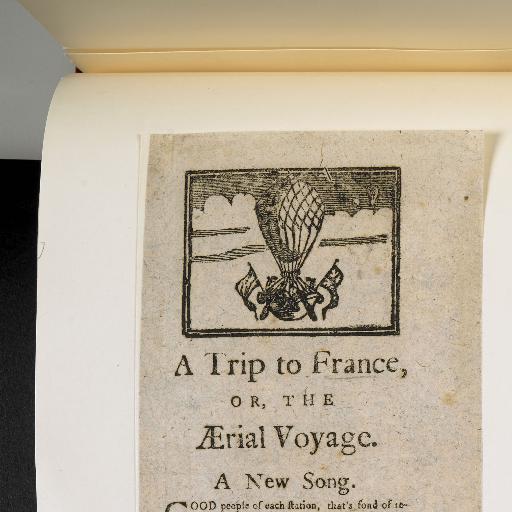 A Trip to France,
OR, THE
Ærial Voyage.
A New Song.
GOOD people of each ſtation, that's fond of re-